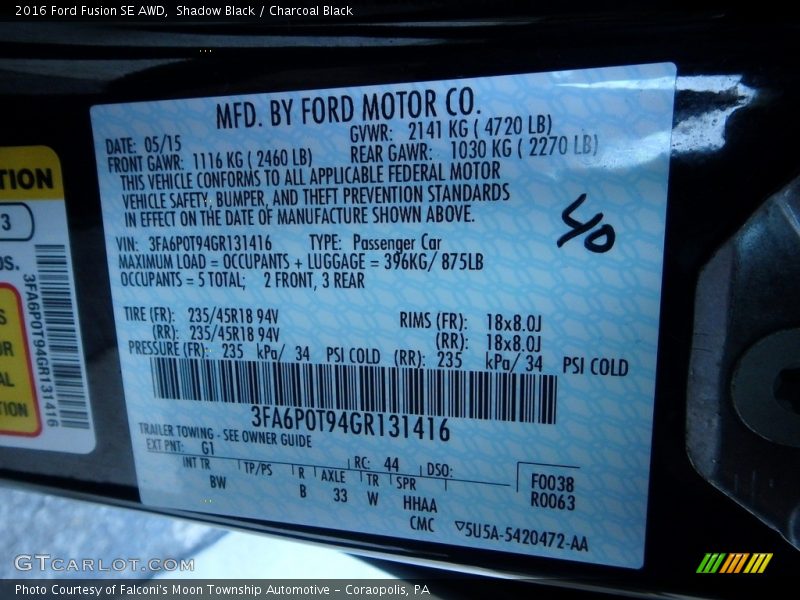 2016 Ford Fusion SE AWD, Shadow Black / Charcoal Black
MFD. BY FORD MOTOR CO.
DATE: 05/15 GVWR: 2141 KG ( 4720 LB)
FRONT GAWR: 1116 KG ( 2460 LB) REAR GAWR: 1030 KG ( 2270 LB)
THIS VEHICLE CONFORMS TO ALL APPLICABLE FEDERAL MOTOR
VEHICLE SAFETY, BUMPER, AND THEFT PREVENTION STANDARDS
IN EFFECT ON THE DATE OF MANUFACTURE SHOWN ABOVE.
40
VIN: 3FA6P0T94GR131416 TYPE: Passenger Car
MAXIMUM LOAD = OCCUPANTS + LUGGAGE = 396KG/ 875LB
OCCUPANTS = 5 TOTAL; 2 FRONT, 3 REAR
TIRE (FR): 235/45R18 94V RIMS (FR): 18x8.0J
(RR): 235/45R18 94V (RR): 18x8.0J
PRESSURE (FR): 235 kPa/ 34 PSI COLD (RR): 235 kPa/ 34 PSI COLD
3FA6P0T94GR131416
TRAILER TOWING - SEE OWNER GUIDE
EXT PNT: G1 RC: 44 DSO:
INT TR TP/PS R AXLE TR SPR F0038
BW B 33 W HHAA R0063
CMC ▽5U5A-5420472-AA
TION
3
OS.
S
UR
AL
TION
3FA6P0T94GR131416
GTCARLOT.COM
Photo Courtesy of Falconi's Moon Township Automotive - Coraopolis, PA